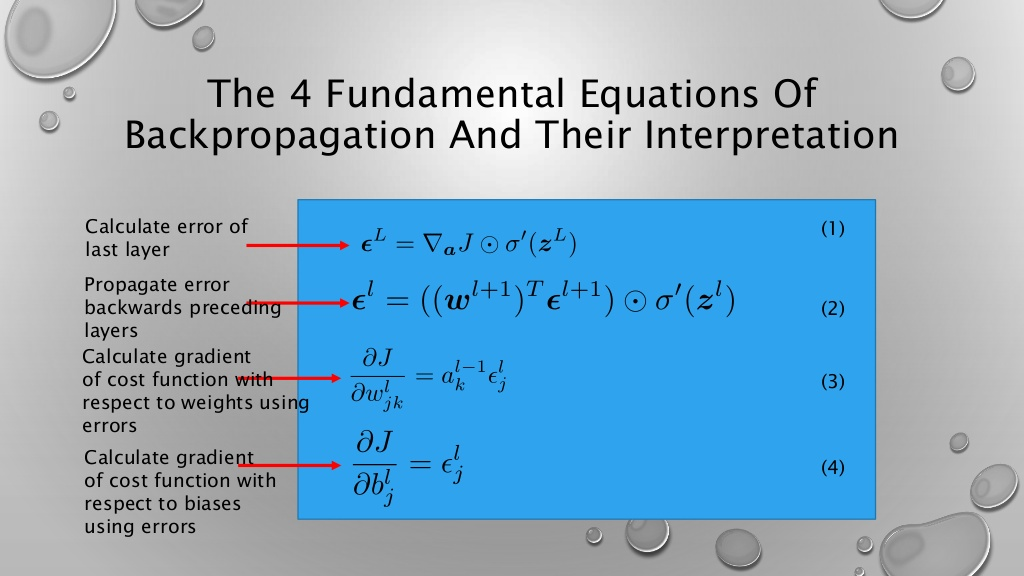 The 4 Fundamental Equations Of
Backpropagation And Their Interpretation
Calculate error of
last layer
𝝐^L = ∇_𝒂 J ⊙ σ′(𝒛^L)
(1)
Propagate error
backwards preceding
layers
𝝐^l = ((𝒘^{l+1})^T 𝝐^{l+1}) ⊙ σ′(𝒛^l)
(2)
Calculate gradient
of cost function with
respect to weights using
errors
∂J/∂w^l_{jk} = a^{l−1}_k ϵ^l_j
(3)
Calculate gradient
of cost function with
respect to biases
using errors
∂J/∂b^l_j = ϵ^l_j
(4)